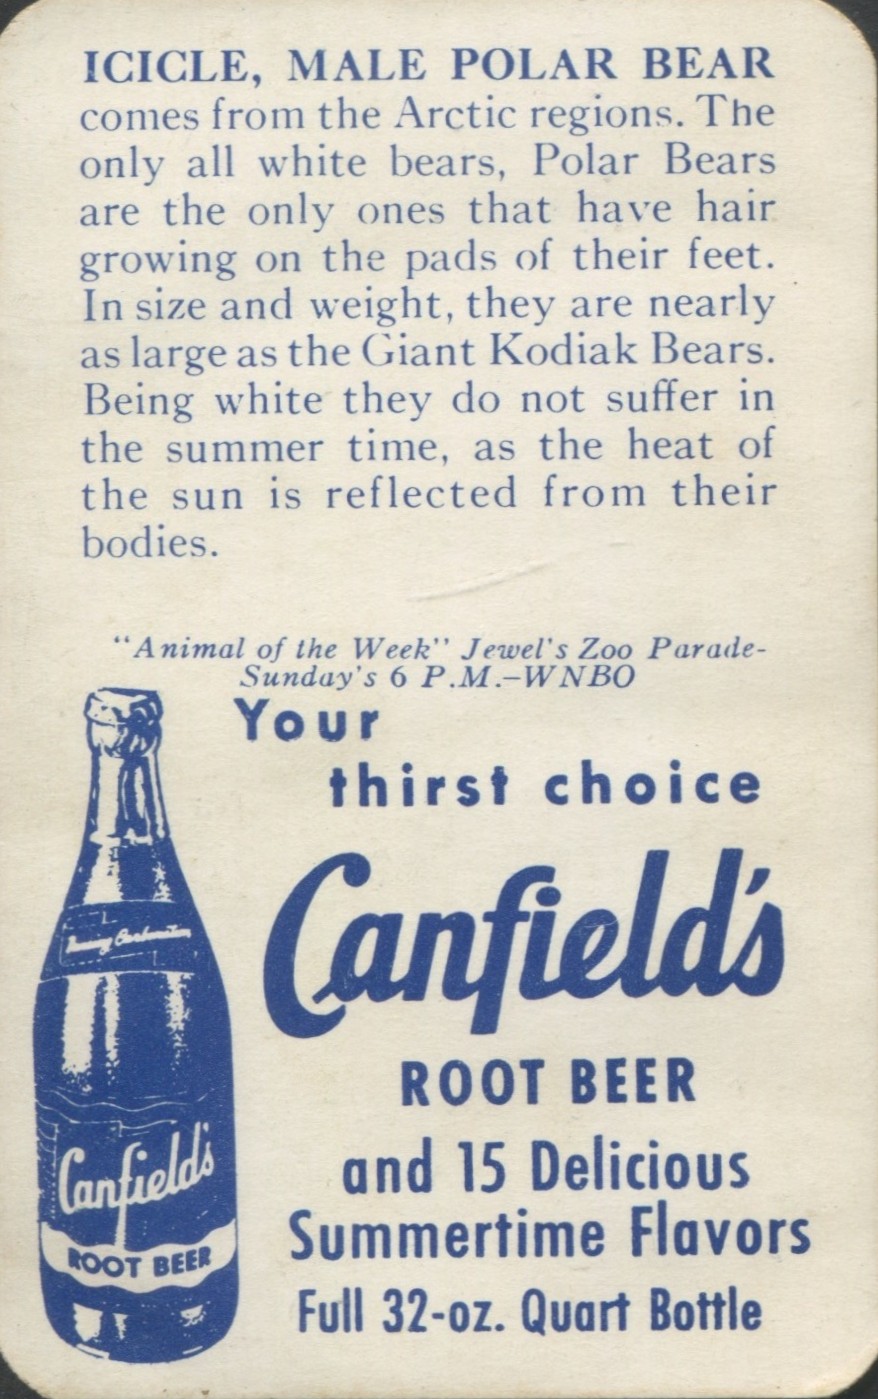 ICICLE, MALE POLAR BEAR
comes from the Arctic regions. The
only all white bears, Polar Bears
are the only ones that have hair
growing on the pads of their feet.
In size and weight, they are nearly
as large as the Giant Kodiak Bears.
Being white they do not suffer in
the summer time, as the heat of
the sun is reflected from their
bodies.
"Animal of the Week" Jewel's Zoo Parade-
Sunday's 6 P.M.-WNBO
Your
thirst choice
Canfield's
ROOT BEER
and 15 Delicious
Summertime Flavors
Full 32-oz. Quart Bottle
Canfield's
ROOT BEER